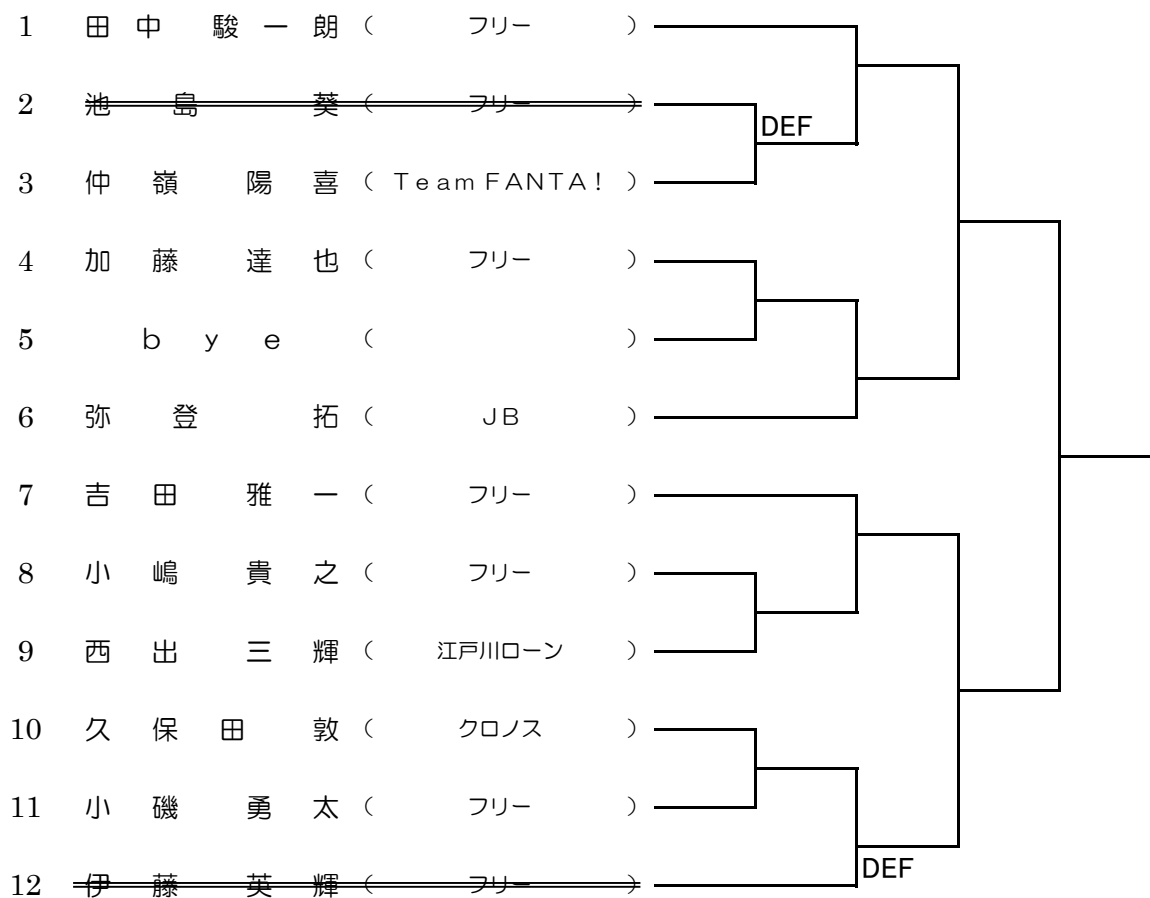 1 田中 駿一朗 ( フリー )
2 池島 葵 ( フリー )
DEF
3 仲嶺 陽喜 ( Team FANTA! )
4 加藤 達也 ( フリー )
5 bye ( )
6 弥登 拓 ( JB )
7 吉田 雅一 ( フリー )
8 小嶋 貴之 ( フリー )
9 西出 三輝 ( 江戸川ローン )
10 久保田 敦 ( クロノス )
11 小磯 勇太 ( フリー )
DEF
12 伊藤 英輝 ( フリー )